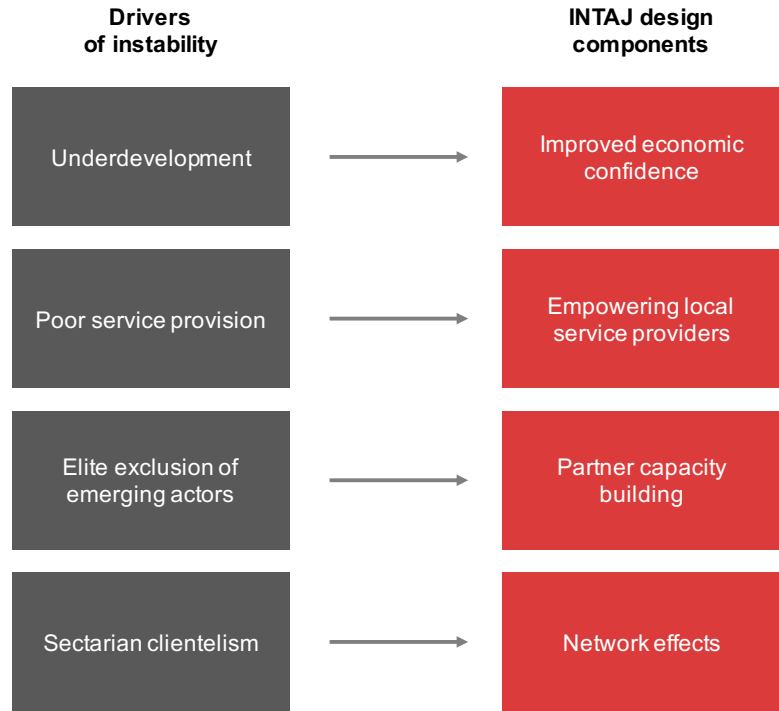 Drivers
of instability
INTAJ design
components
Underdevelopment
Improved economic
confidence
Poor service provision
Empowering local
service providers
Elite exclusion of
emerging actors
Partner capacity
building
Sectarian clientelism
Network effects